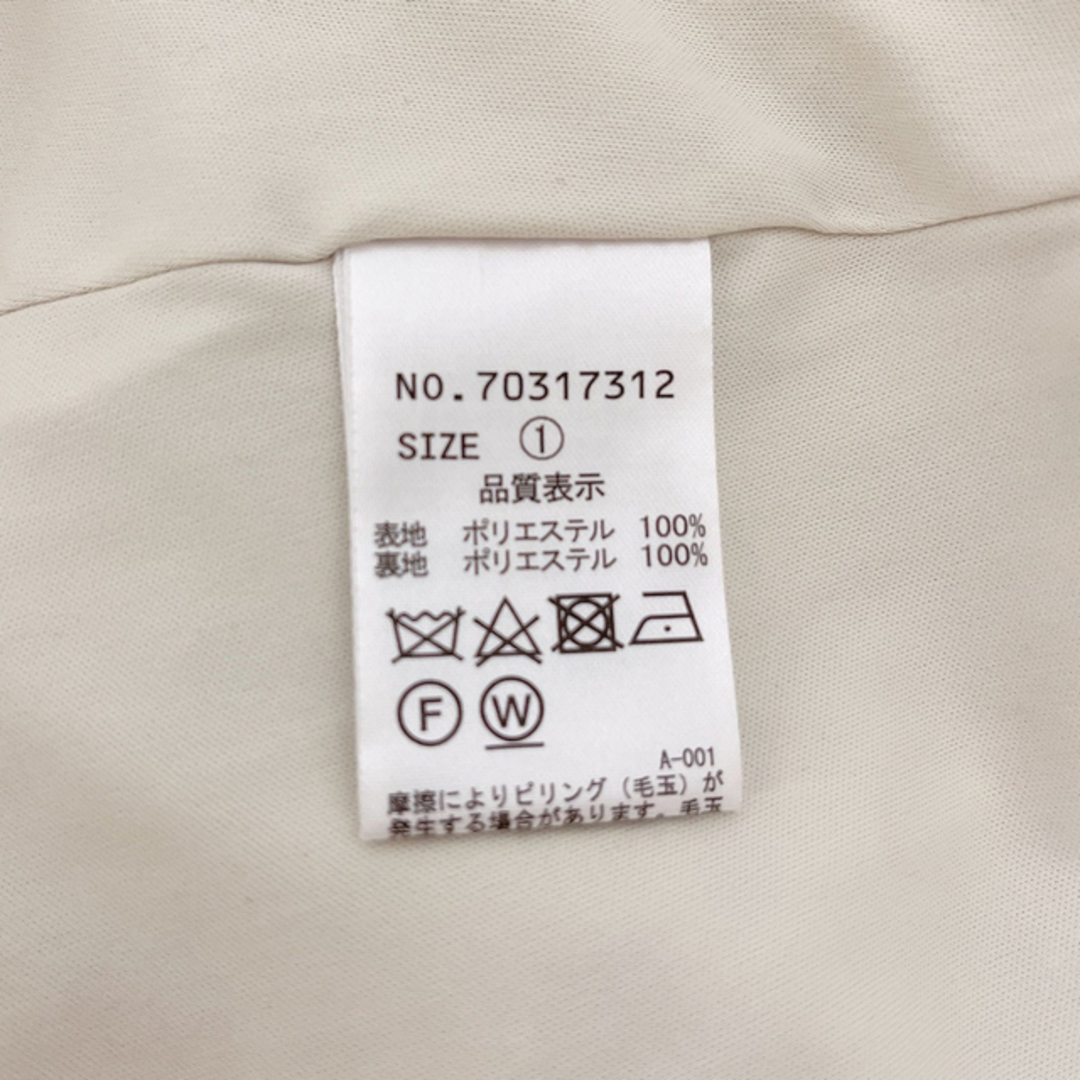 NO.70317312
SIZE ①
品質表示
表地 ポリエステル 100%
裏地 ポリエステル 100%
Ⓕ Ⓦ
A-001
摩擦によりピリング（毛玉）が
発生する場合があります。毛玉